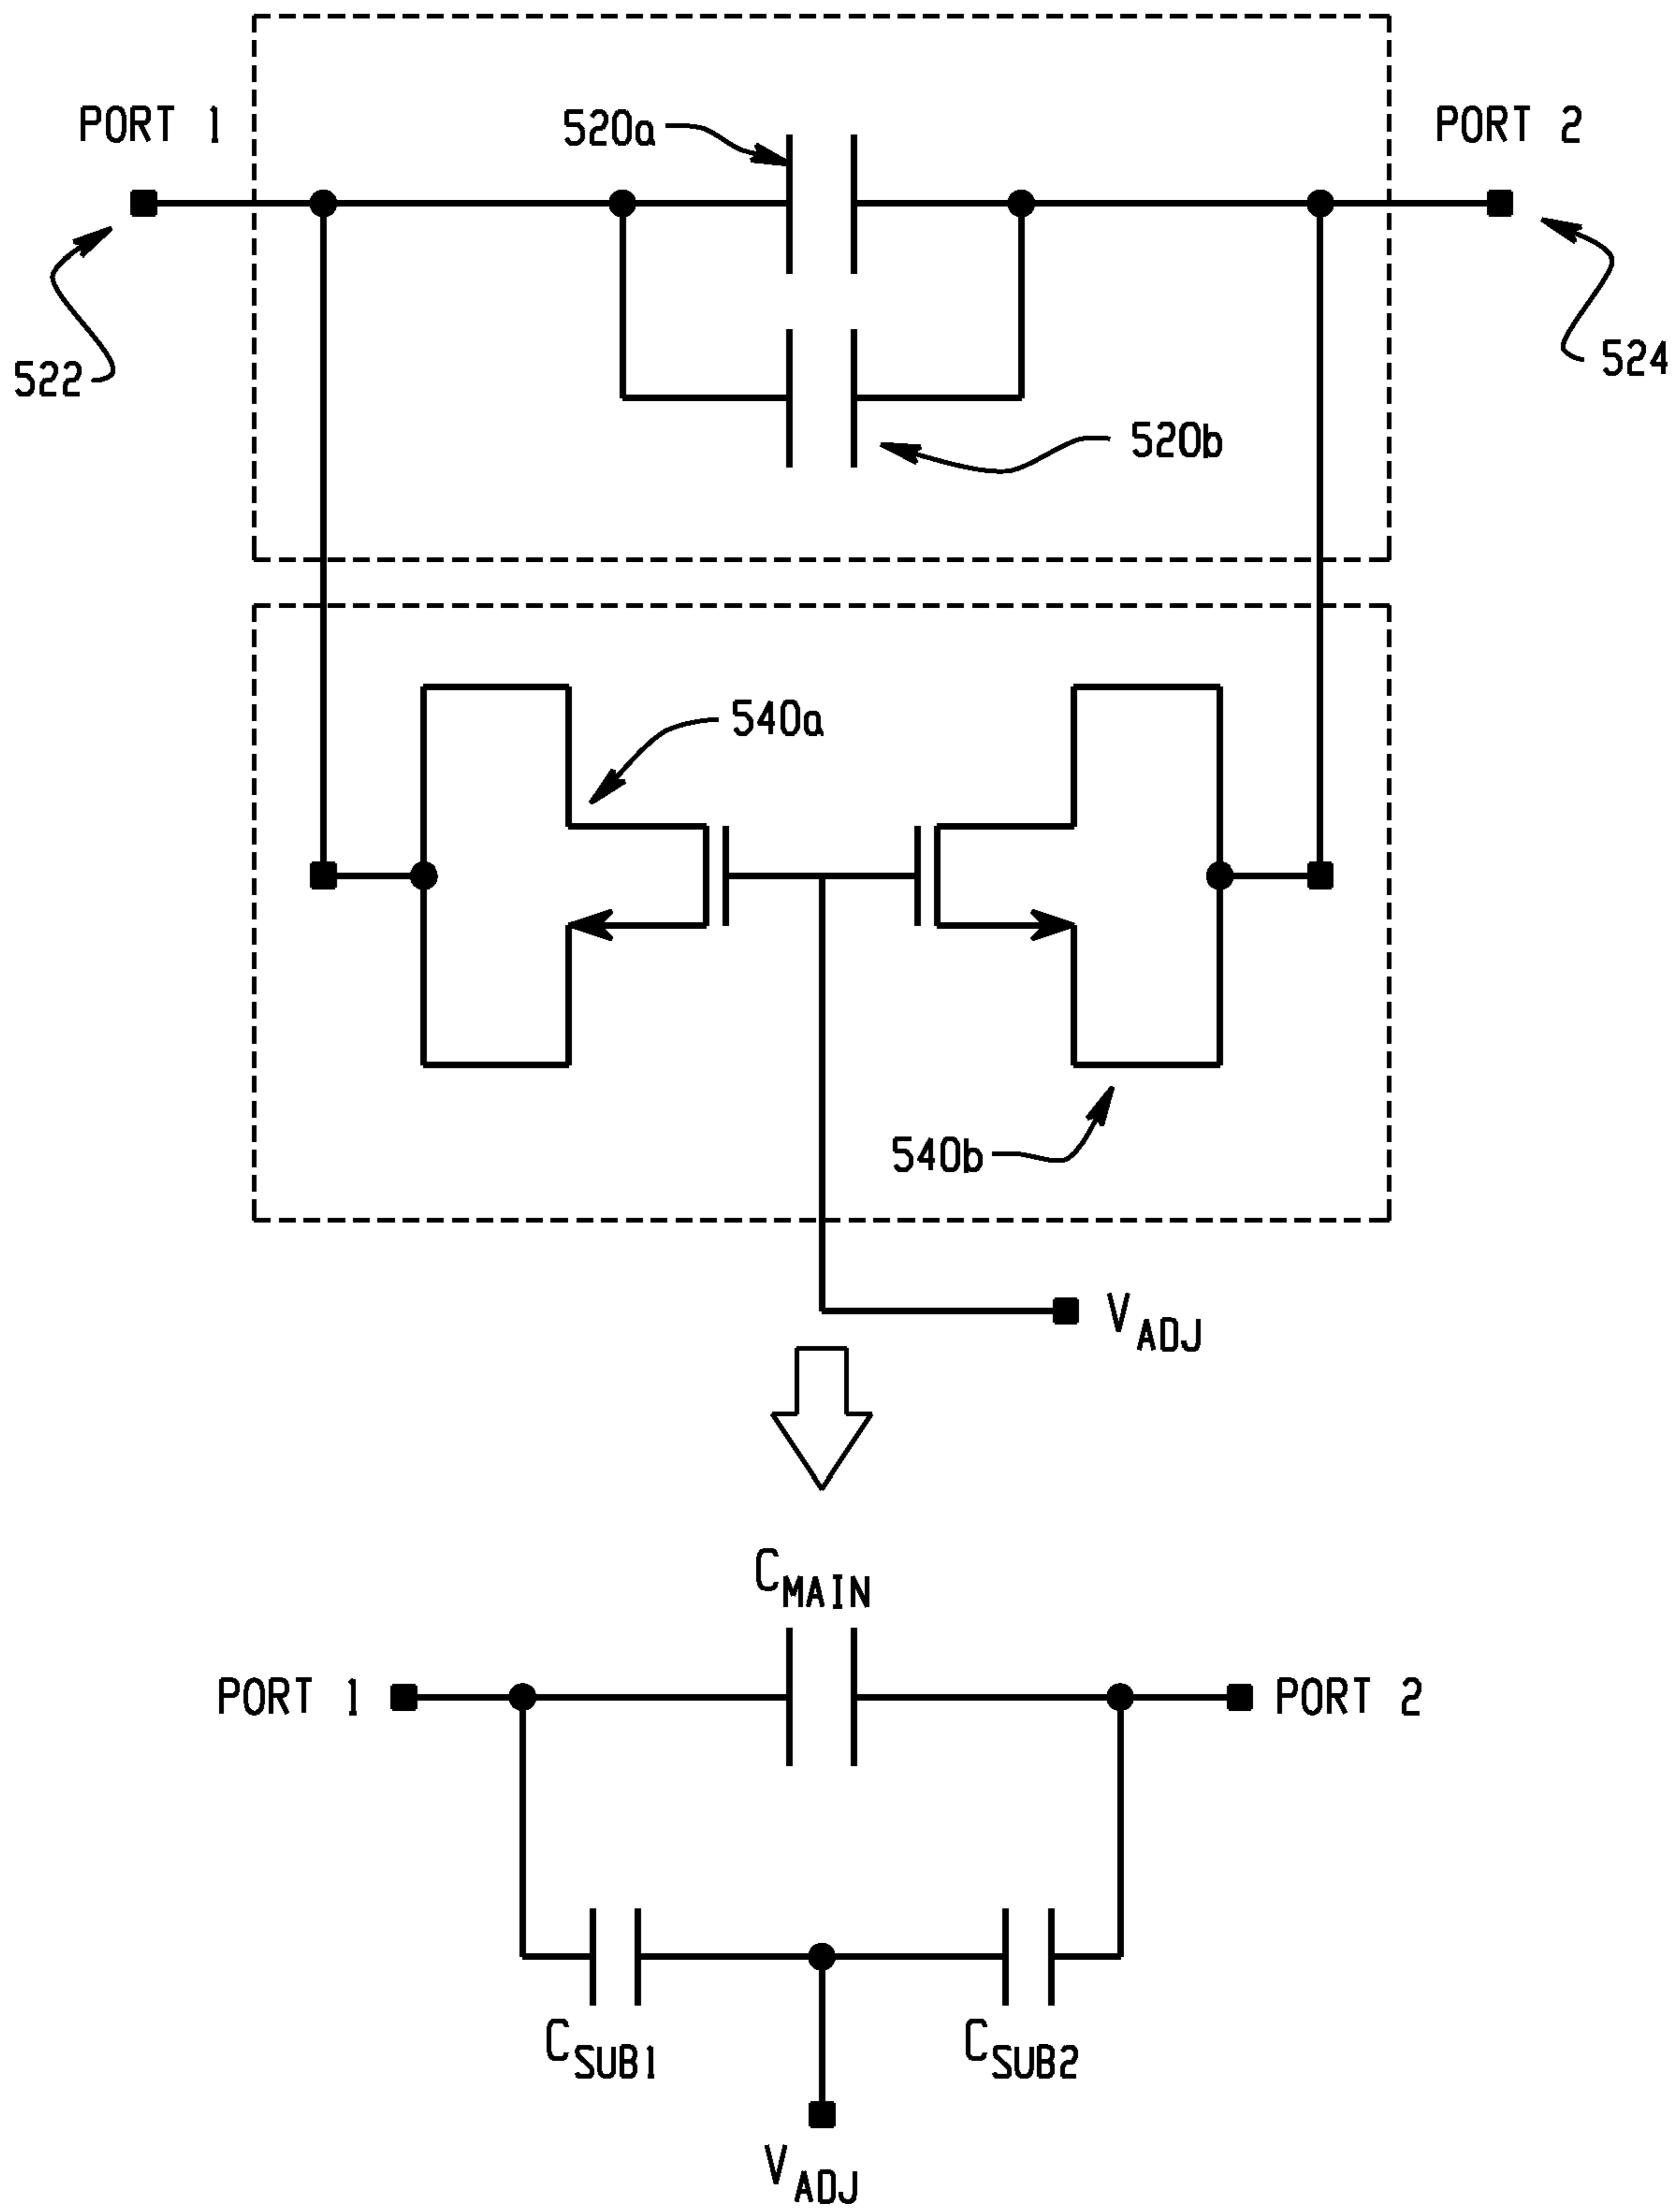 PORT 1
520a
PORT 2
522
524
520b
540a
540b
VADJ
CMAIN
PORT 1
PORT 2
CSUB1
CSUB2
VADJ